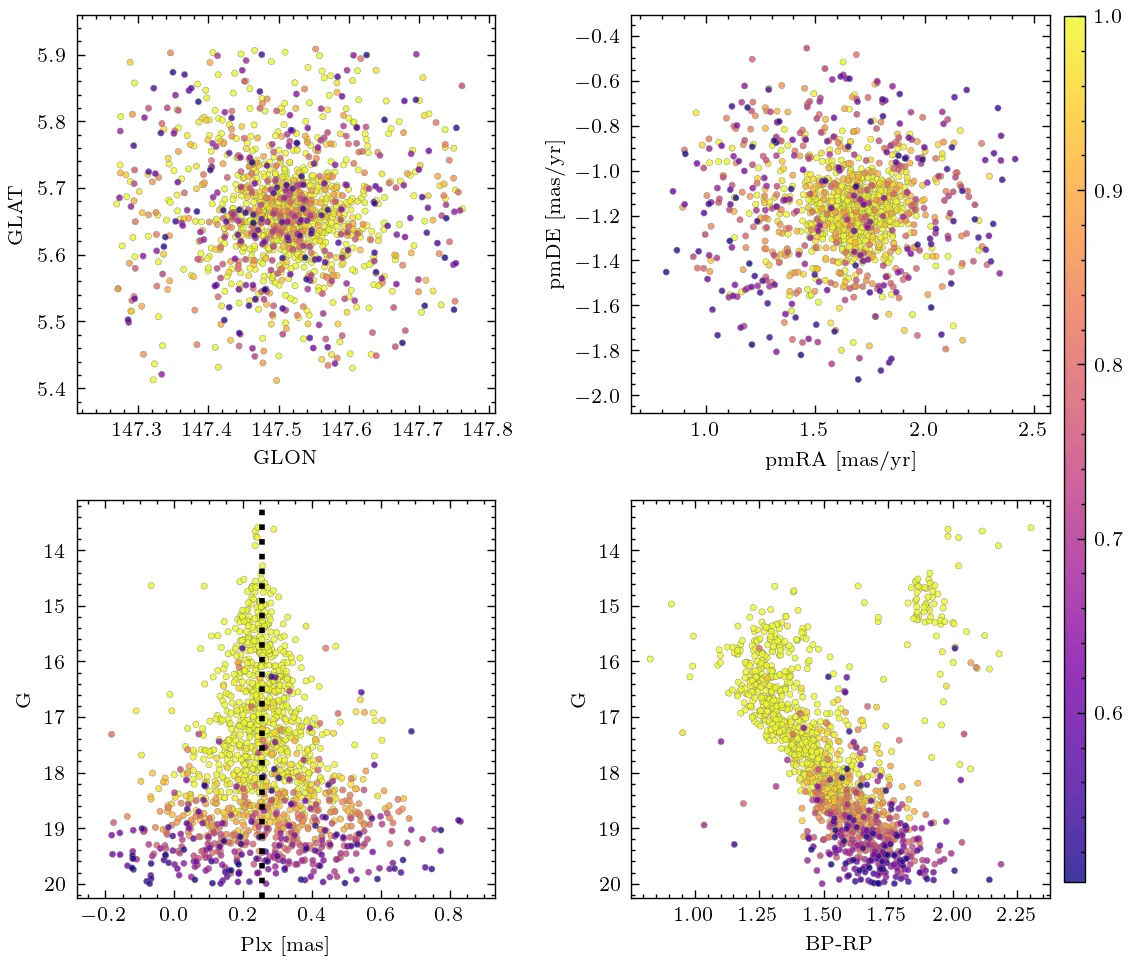 5.9
5.8
5.7
5.6
5.5
5.4
GLAT
147.3 147.4 147.5 147.6 147.7 147.8
GLON
−0.4
−0.6
−0.8
−1.0
−1.2
−1.4
−1.6
−1.8
−2.0
pmDE [mas/yr]
1.0 1.5 2.0 2.5
pmRA [mas/yr]
1.0
0.9
0.8
0.7
0.6
14
15
16
17
18
19
20
G
−0.2 0.0 0.2 0.4 0.6 0.8
Plx [mas]
14
15
16
17
18
19
20
G
1.00 1.25 1.50 1.75 2.00 2.25
BP-RP